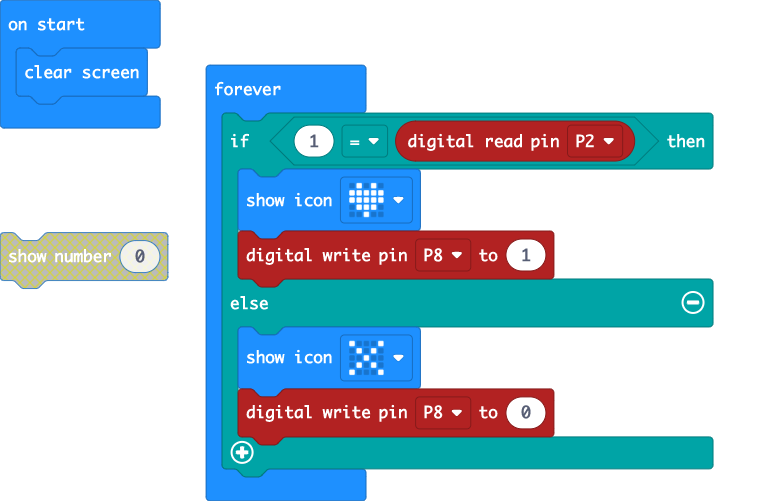 on start
clear screen
forever
if 1 = digital read pin P2 then
show icon
digital write pin P8 to 1
show number 0
else
show icon
digital write pin P8 to 0